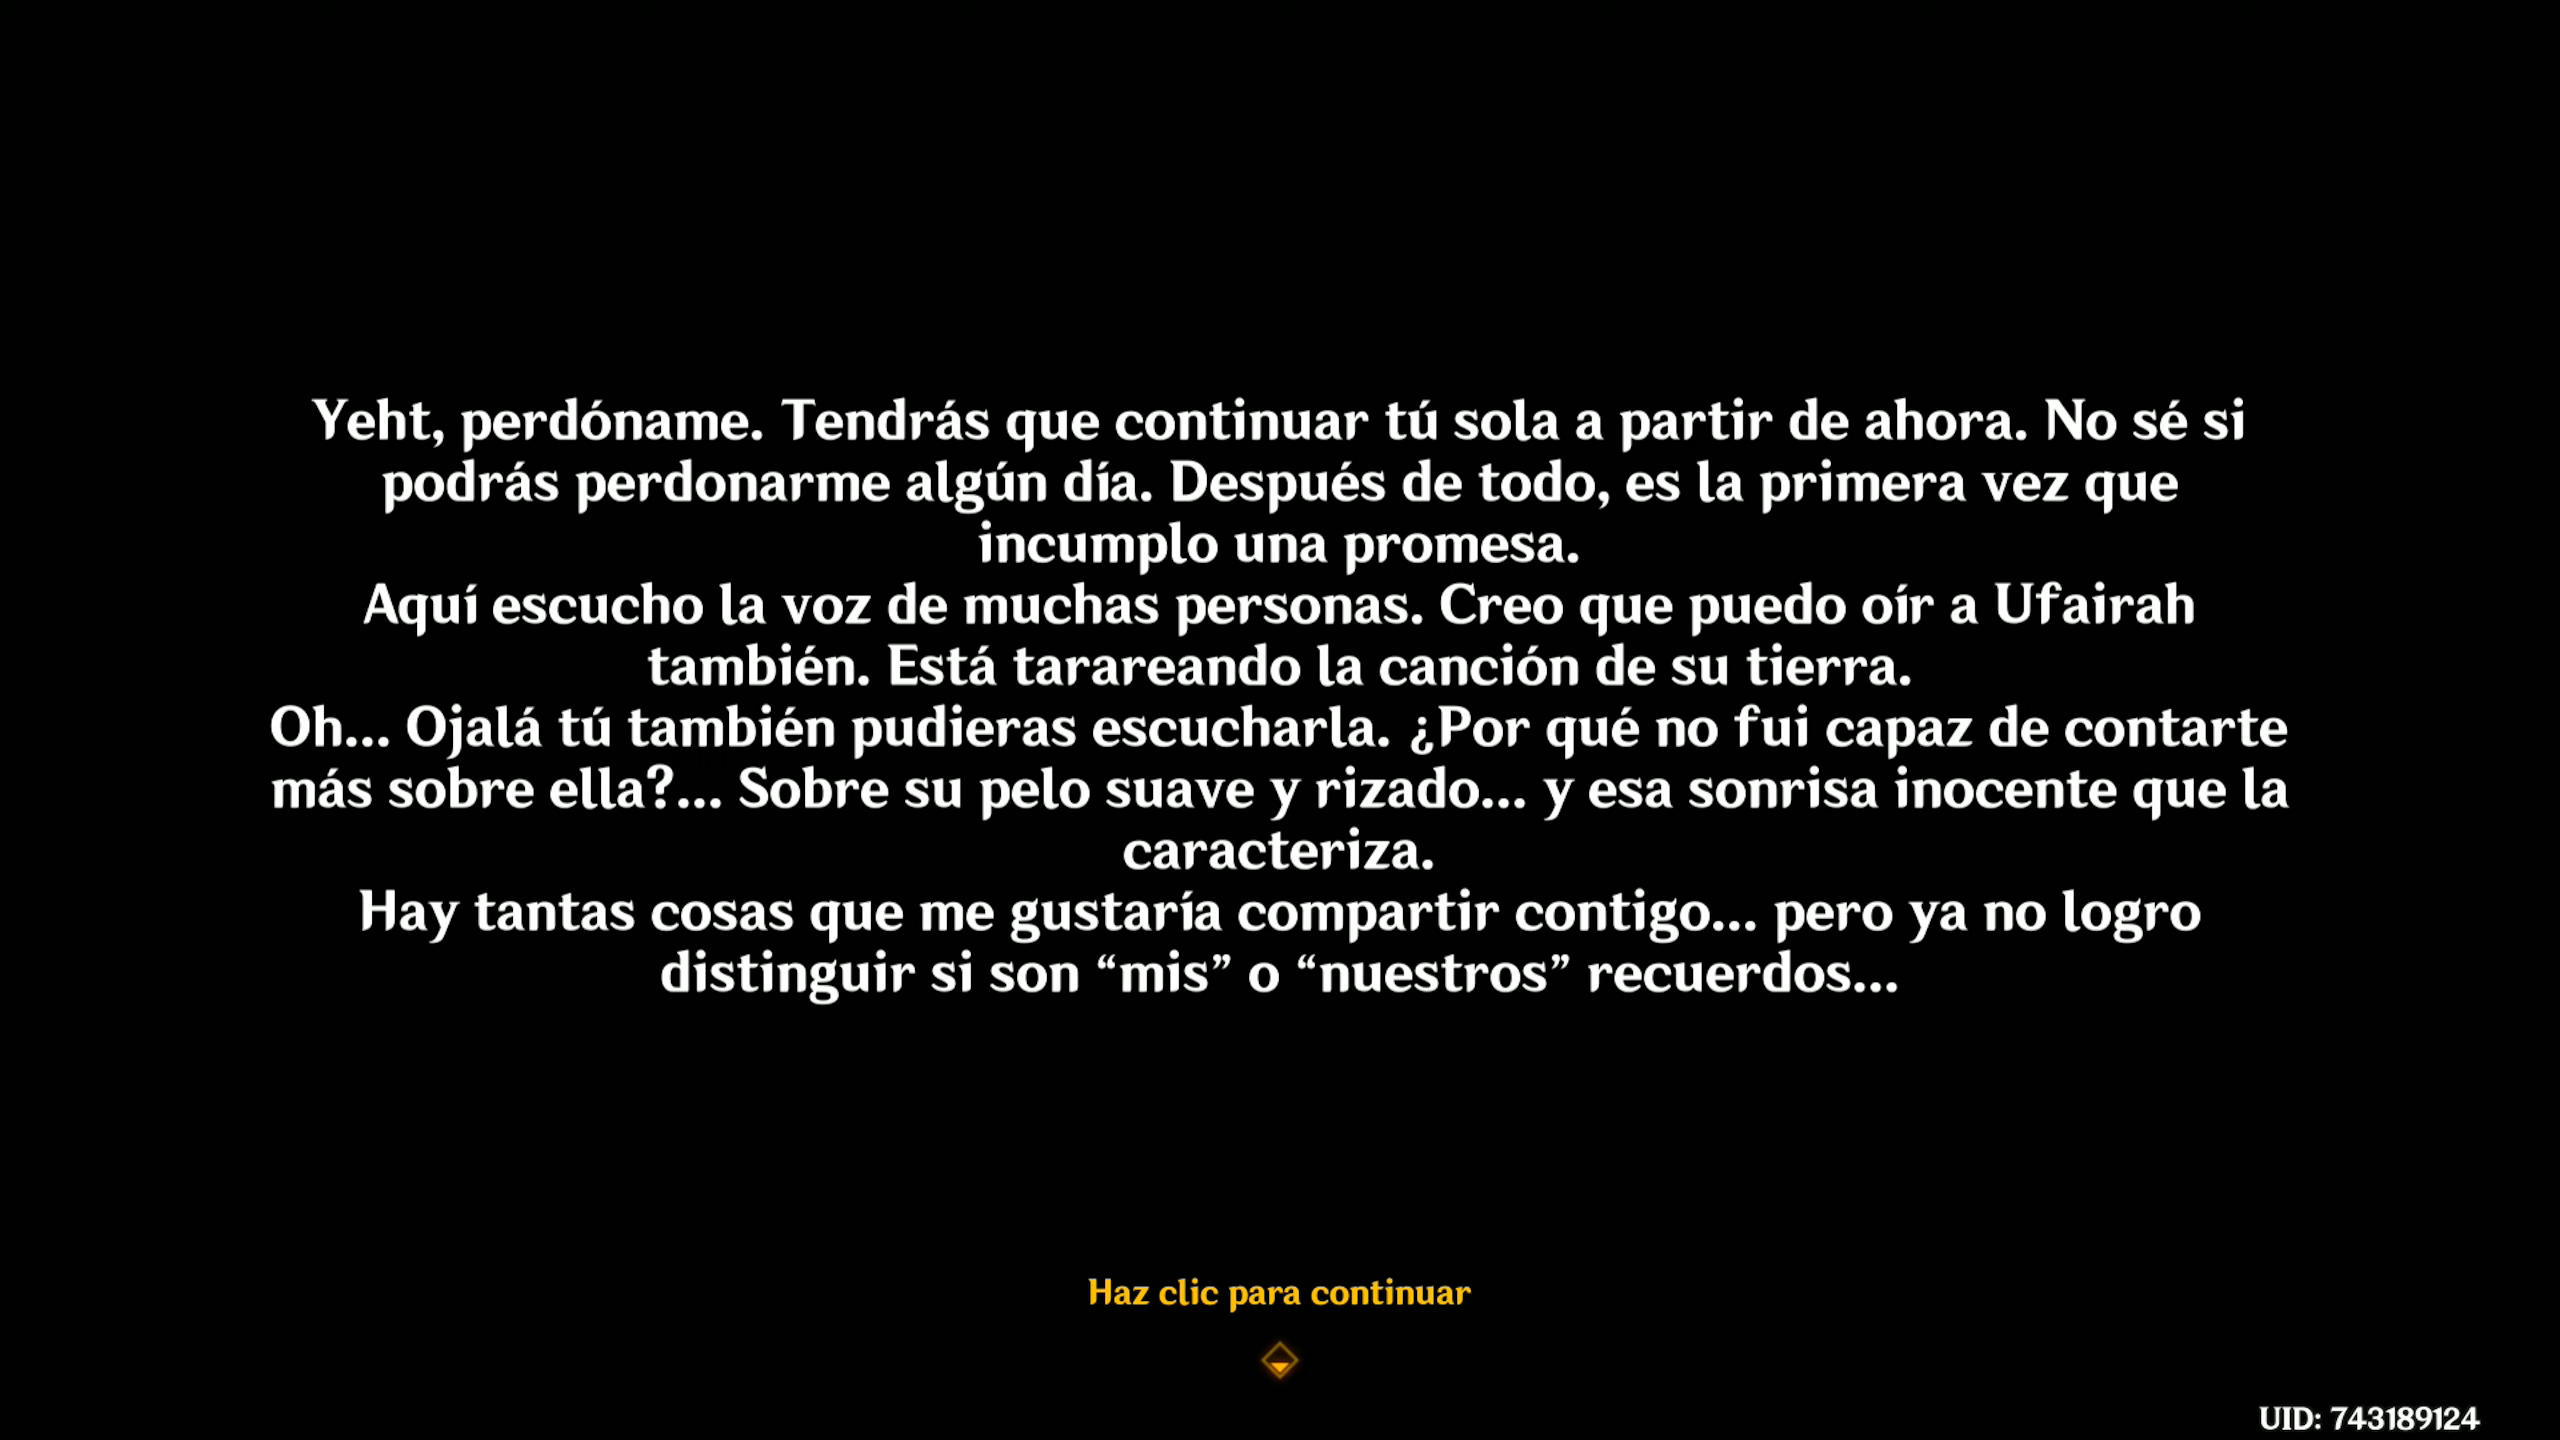 Yeht, perdóname. Tendrás que continuar tú sola a partir de ahora. No sé si
podrás perdonarme algún día. Después de todo, es la primera vez que
incumplo una promesa.
Aquí escucho la voz de muchas personas. Creo que puedo oír a Ufairah
también. Está tarareando la canción de su tierra.
Oh... Ojalá tú también pudieras escucharla. ¿Por qué no fui capaz de contarte
más sobre ella?... Sobre su pelo suave y rizado... y esa sonrisa inocente que la
caracteriza.
Hay tantas cosas que me gustaría compartir contigo... pero ya no logro
distinguir si son “mis” o “nuestros” recuerdos...
Haz clic para continuar
UID: 743189124